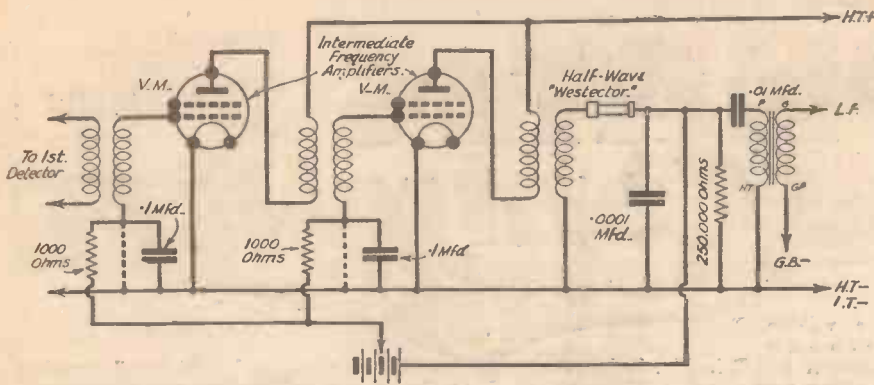 H.T.+
Intermediate
Frequency
Amplifiers.
V.M.
V-M.
Half-Wave
"Westector."
.01 Mfd.
P
G
L.F.
To 1st.
Detector
.1 Mfd.
1000
Ohms
1000
Ohms
.1 Mfd
.0001
Mfd.
250,000 Ohms
HT
GB
G.B.-
H.T-
L.T.-